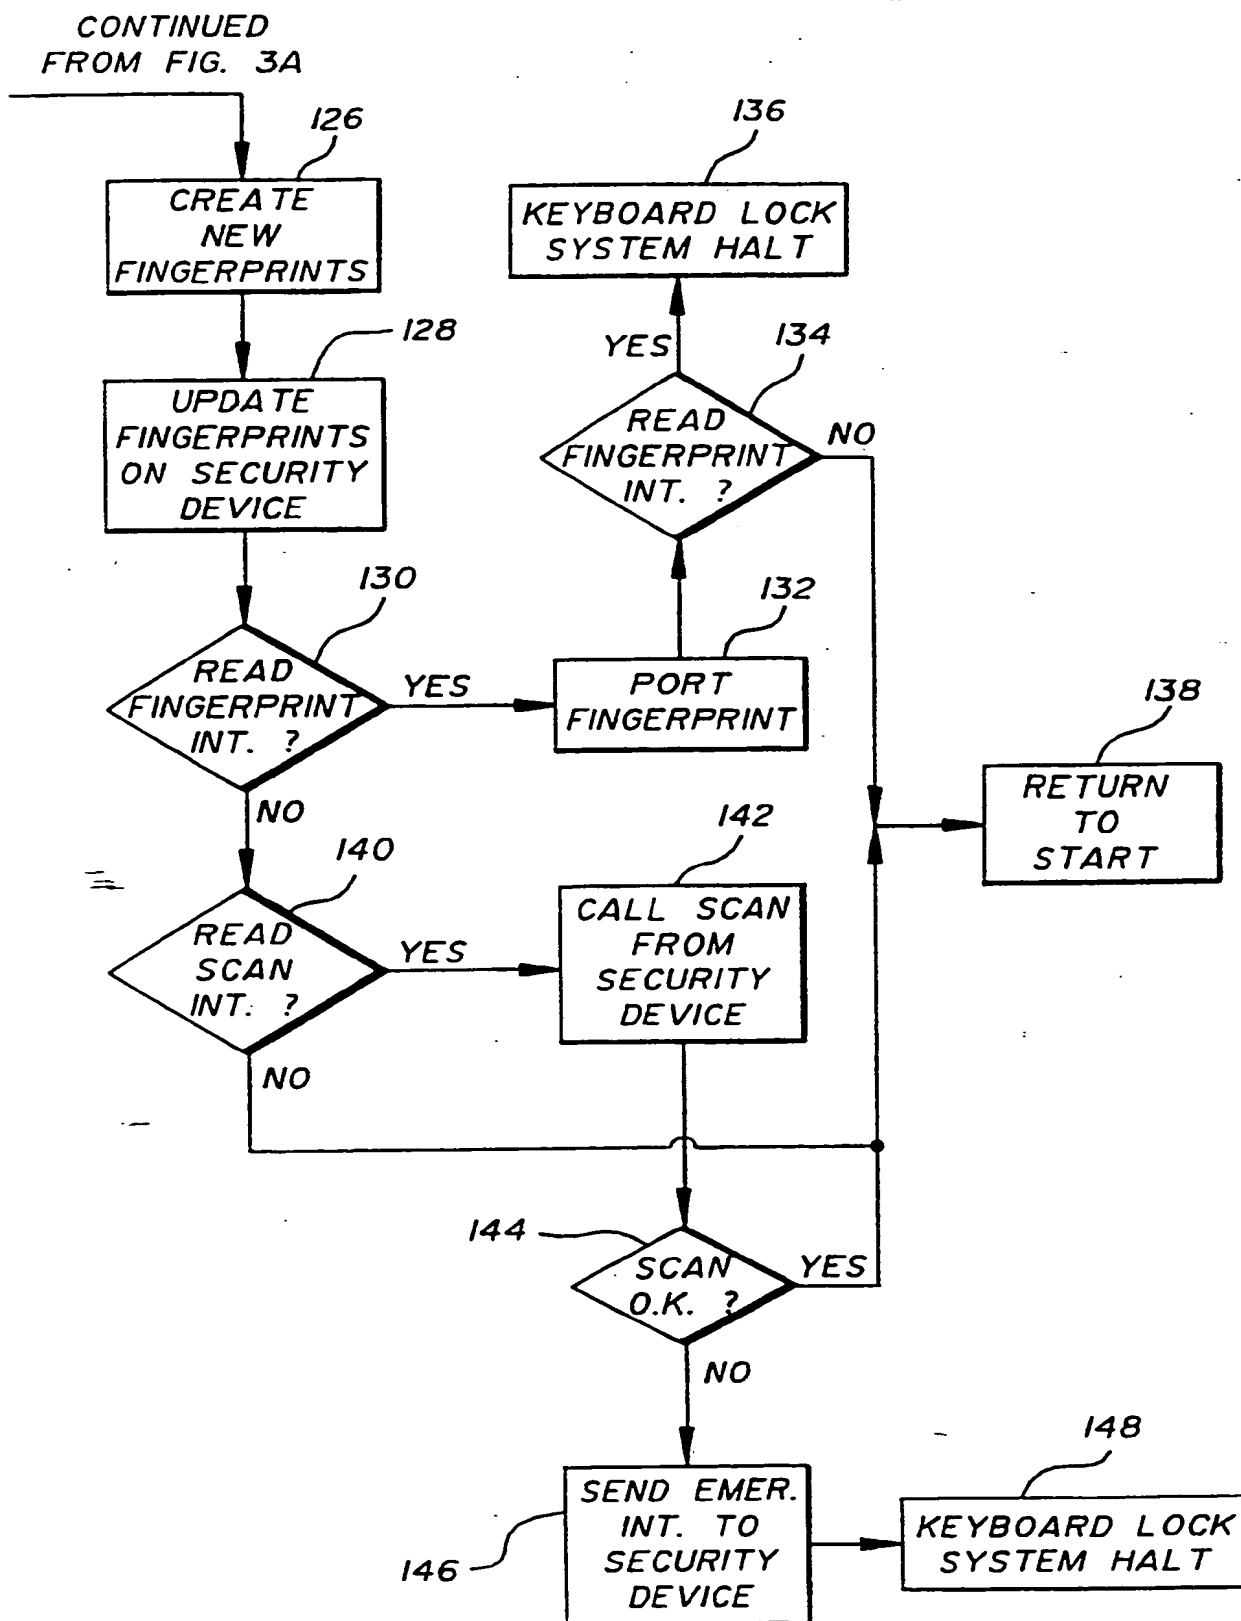 CONTINUED
FROM FIG. 3A
126
CREATE
NEW
FINGERPRINTS
128
UPDATE
FINGERPRINTS
ON SECURITY
DEVICE
130
READ
FINGERPRINT
INT. ?
YES
NO
132
PORT
FINGERPRINT
134
READ
FINGERPRINT
INT. ?
YES
NO
136
KEYBOARD LOCK
SYSTEM HALT
138
RETURN
TO
START
140
READ
SCAN
INT. ?
YES
NO
142
CALL SCAN
FROM
SECURITY
DEVICE
144
SCAN
O.K. ?
YES
NO
146
SEND EMER.
INT. TO
SECURITY
DEVICE
148
KEYBOARD LOCK
SYSTEM HALT